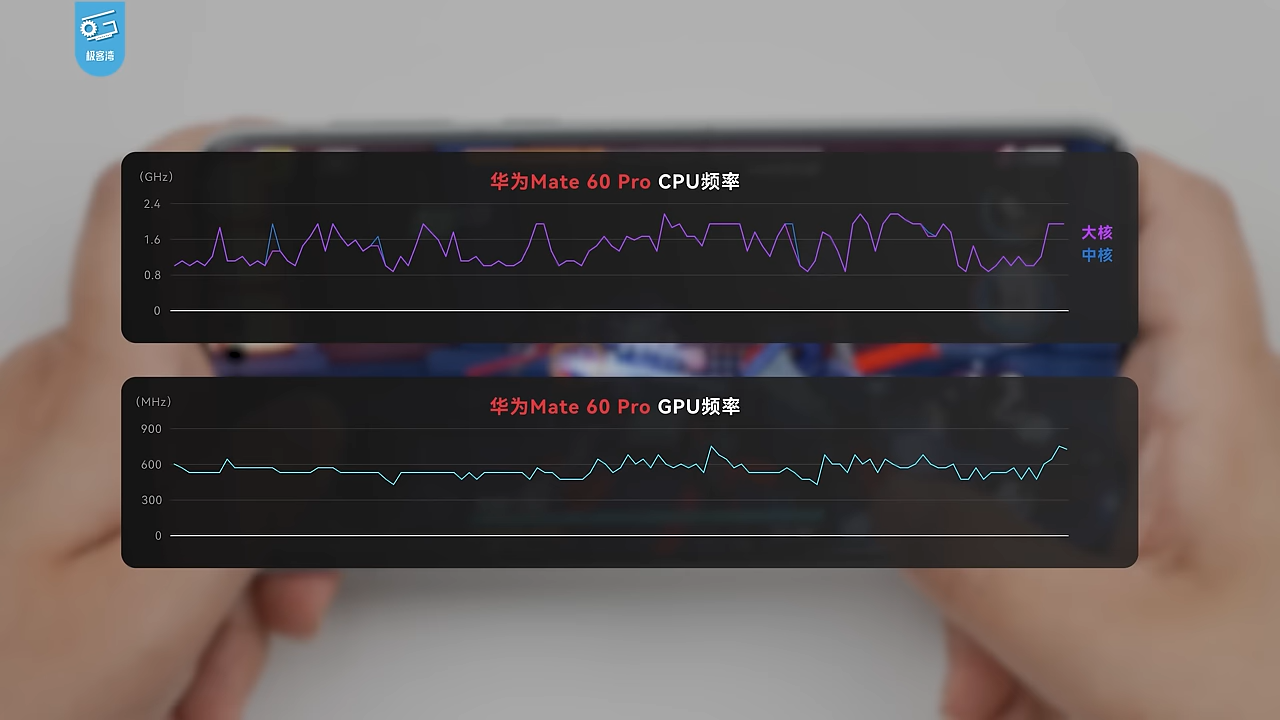 极客湾
(GHz)
华为Mate 60 Pro CPU频率
2.4
1.6
0.8
0
大核
中核
(MHz)
华为Mate 60 Pro GPU频率
900
600
300
0